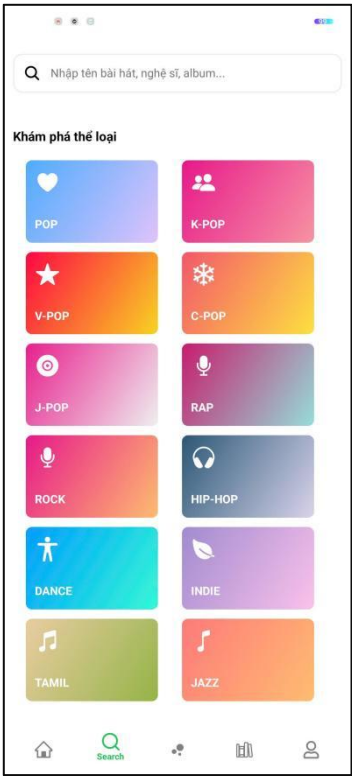 Nhập tên bài hát, nghệ sĩ, album...
Khám phá thể loại
POP
K-POP
V-POP
C-POP
J-POP
RAP
ROCK
HIP-HOP
DANCE
INDIE
TAMIL
JAZZ
Search